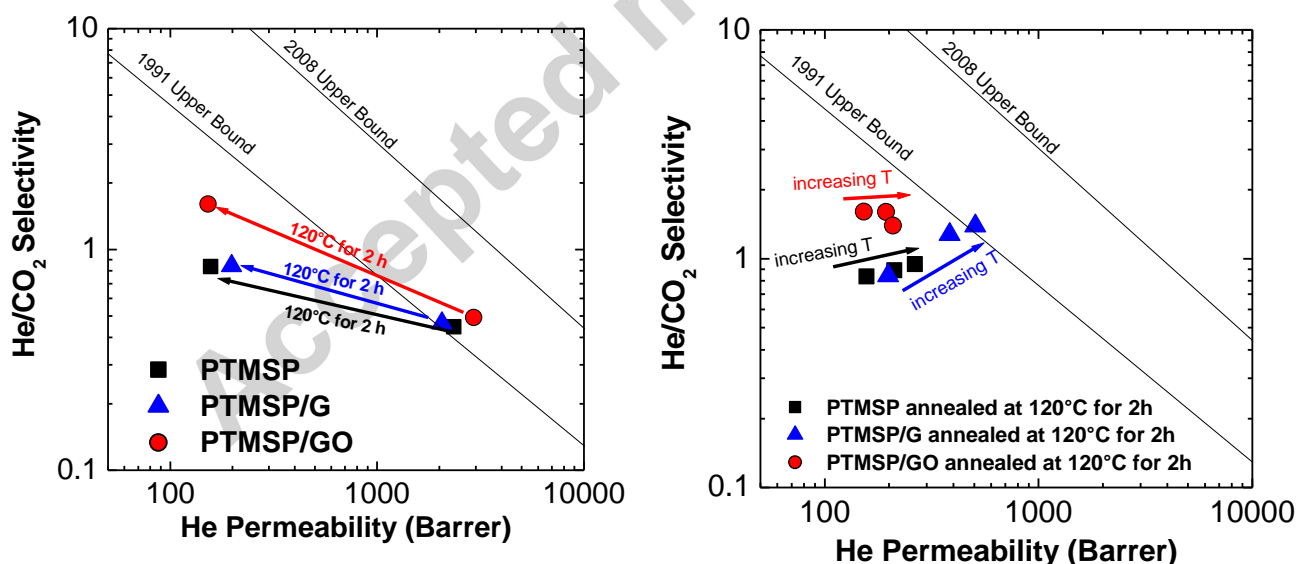 10
1
0.1
He/CO2 Selectivity
1991 Upper Bound
2008 Upper Bound
120°C for 2 h
120°C for 2 h
120°C for 2 h
PTMSP
PTMSP/G
PTMSP/GO
100
1000
10000
He Permeability (Barrer)
Accepted
10
1
0.1
He/CO2 Selectivity
1991 Upper Bound
2008 Upper Bound
increasing T
increasing T
increasing T
PTMSP annealed at 120°C for 2h
PTMSP/G annealed at 120°C for 2h
PTMSP/GO annealed at 120°C for 2h
100
1000
10000
He Permeability (Barrer)